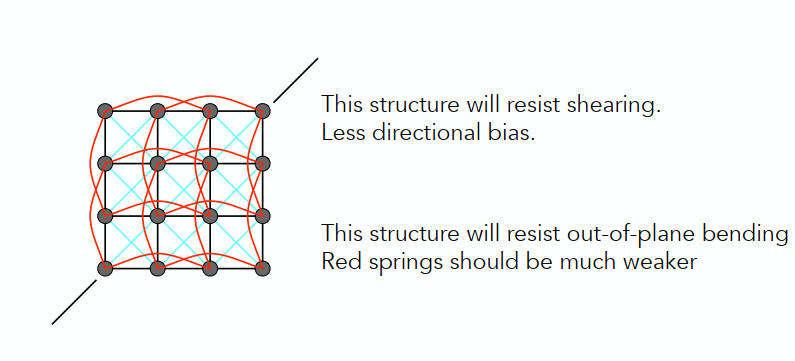 This structure will resist shearing.
Less directional bias.
This structure will resist out-of-plane bending
Red springs should be much weaker